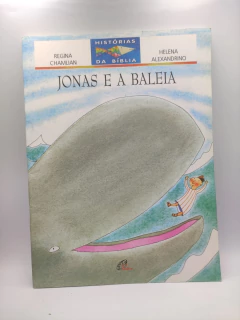 HISTÓRIAS
DA BÍBLIA
REGINA
CHAMLIAN
HELENA
ALEXANDRINO
JONAS E A BALEIA